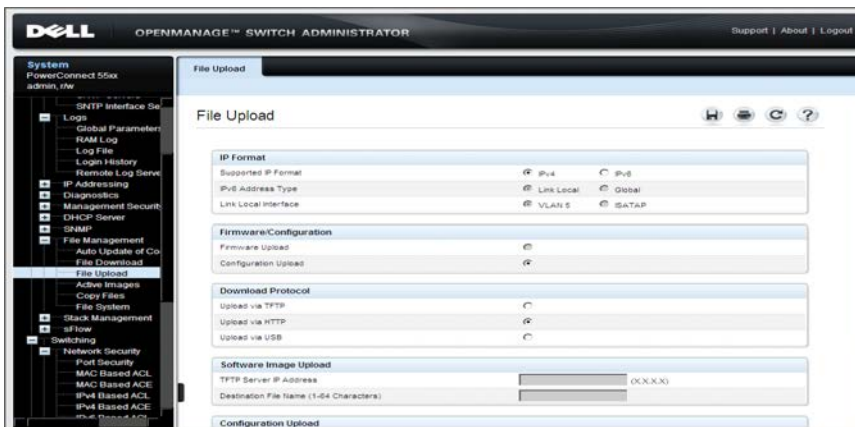 DELL
OPENMANAGE™ SWITCH ADMINISTRATOR
Support | About | Logout
System
PowerConnect 55xx
admin, r/w
SNTP Interface Se
Logs
Global Parameters
RAM Log
Log File
Login History
Remote Log Serve
IP Addressing
Diagnostics
Management Securit
DHCP Server
SNMP
File Management
Auto Update of Co
File Download
File Upload
Active Images
Copy Files
File System
Stack Management
sFlow
Switching
Network Security
Port Security
MAC Based ACL
MAC Based ACE
IPv4 Based ACL
IPv4 Based ACE
File Upload
File Upload
IP Format
Supported IP Format IPv4 IPv6
IPv6 Address Type Link Local Global
Link Local Interface VLAN 5 ISATAP
Firmware/Configuration
Firmware Upload
Configuration Upload
Download Protocol
Upload via TFTP
Upload via HTTP
Upload via USB
Software Image Upload
TFTP Server IP Address (X.X.X.X)
Destination File Name (1-64 Characters)
Configuration Upload